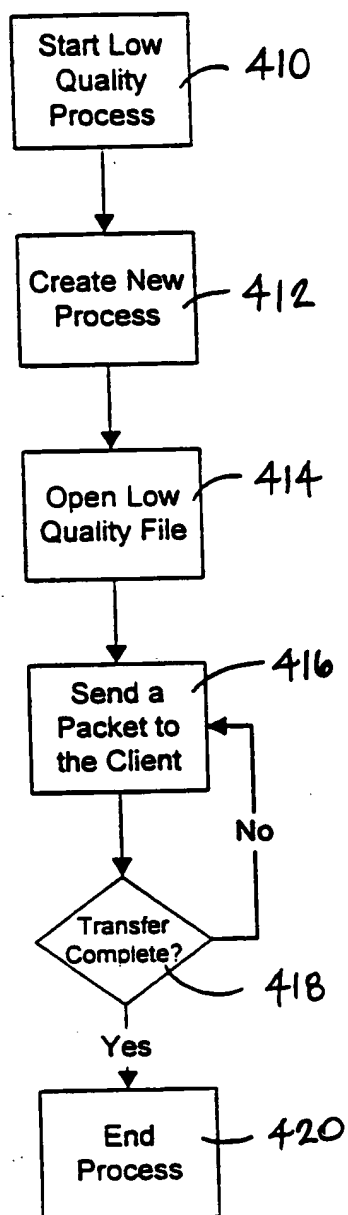 Start Low
Quality
Process
410
Create New
Process
412
Open Low
Quality File
414
Send a
Packet to
the Client
416
No
Transfer
Complete?
418
Yes
End
Process
420